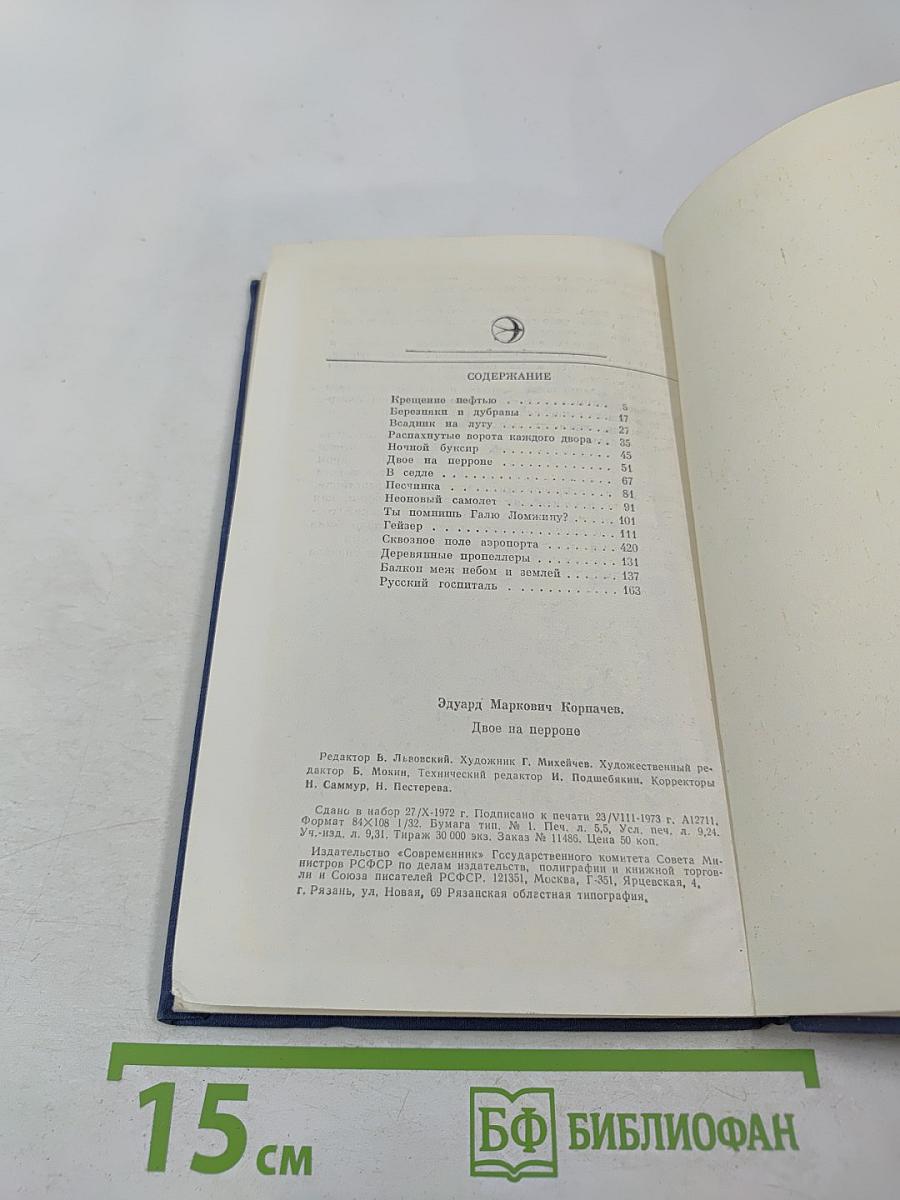 СОДЕРЖАНИЕ
Крещение нефтью . . . . . . . . . . . 5
Березняки и дубравы . . . . . . . . . 17
Всадник на лугу . . . . . . . . . . . . 27
Распахнутые ворота каждого двора . . 35
Ночной буксир . . . . . . . . . . . . . 45
Двое на перроне . . . . . . . . . . . . 51
В седле . . . . . . . . . . . . . . . . . 67
Песчинка . . . . . . . . . . . . . . . . 81
Неоновый самолет . . . . . . . . . . . 91
Ты помнишь Галю Ломжину? . . . . . 101
Гейзер . . . . . . . . . . . . . . . . . . 111
Сквозное поле аэропорта . . . . . . . . 420
Деревянные пропеллеры . . . . . . . . . 131
Балкон меж небом и землей . . . . . . 137
Русский госпиталь . . . . . . . . . . . . 163
Эдуард Маркович Корпачев.
Двое на перроне
Редактор В. Львовский. Художник Г. Михейчев. Художественный ре-
дактор Б. Мокин, Технический редактор И. Подшебякин. Корректоры
Н. Саммур, Н. Пестерева.
Сдано в набор 27/X-1972 г. Подписано к печати 23/VIII-1973 г. А12711.
Формат 84×108 1/32. Бумага тип. № 1. Печ. л. 5,5, Усл. печ. л. 9,24.
Уч.-изд. л. 9,31. Тираж 30 000 экз. Заказ № 11486. Цена 50 коп.
Издательство «Современник» Государственного комитета Совета Ми-
нистров РСФСР по делам издательств, полиграфии и книжной торгов-
ли и Союза писателей РСФСР. 121351, Москва, Г-351, Ярцевская, 4.
г. Рязань, ул, Новая, 69 Рязанская областная типография.
15 см
БФ БИБЛИОФАН